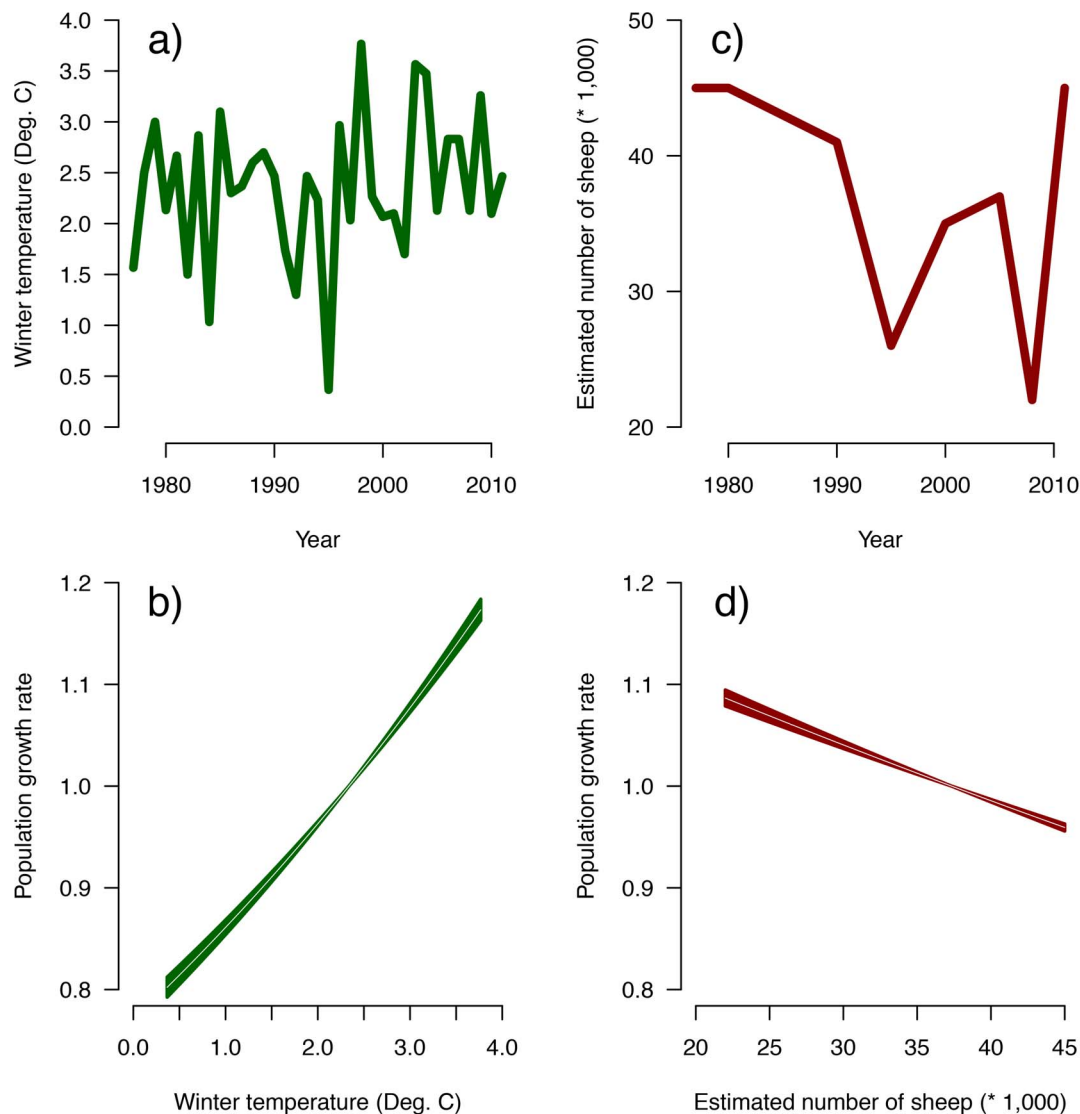 a)
Winter temperature (Deg. C)
4.0
3.5
3.0
2.5
2.0
1.5
1.0
0.5
0.0
1980 1990 2000 2010
Year
c)
Estimated number of sheep (* 1,000)
50
40
30
20
1980 1990 2000 2010
Year
b)
Population growth rate
1.2
1.1
1.0
0.9
0.8
0.0 1.0 2.0 3.0 4.0
Winter temperature (Deg. C)
d)
Population growth rate
1.2
1.1
1.0
0.9
0.8
20 25 30 35 40 45
Estimated number of sheep (* 1,000)